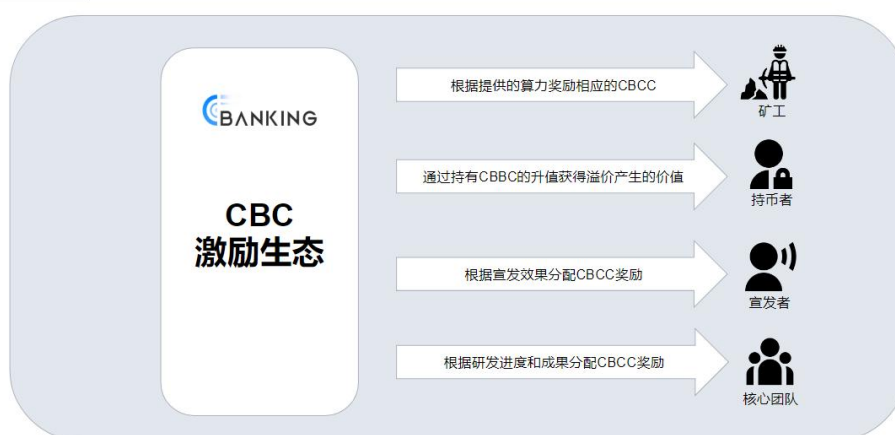 CBANKING
CBC
激励生态
根据提供的算力奖励相应的CBCC
矿工
通过持有CBBC的升值获得溢价产生的价值
持币者
根据宣发效果分配CBCC奖励
宣发者
根据研发进度和成果分配CBCC奖励
核心团队